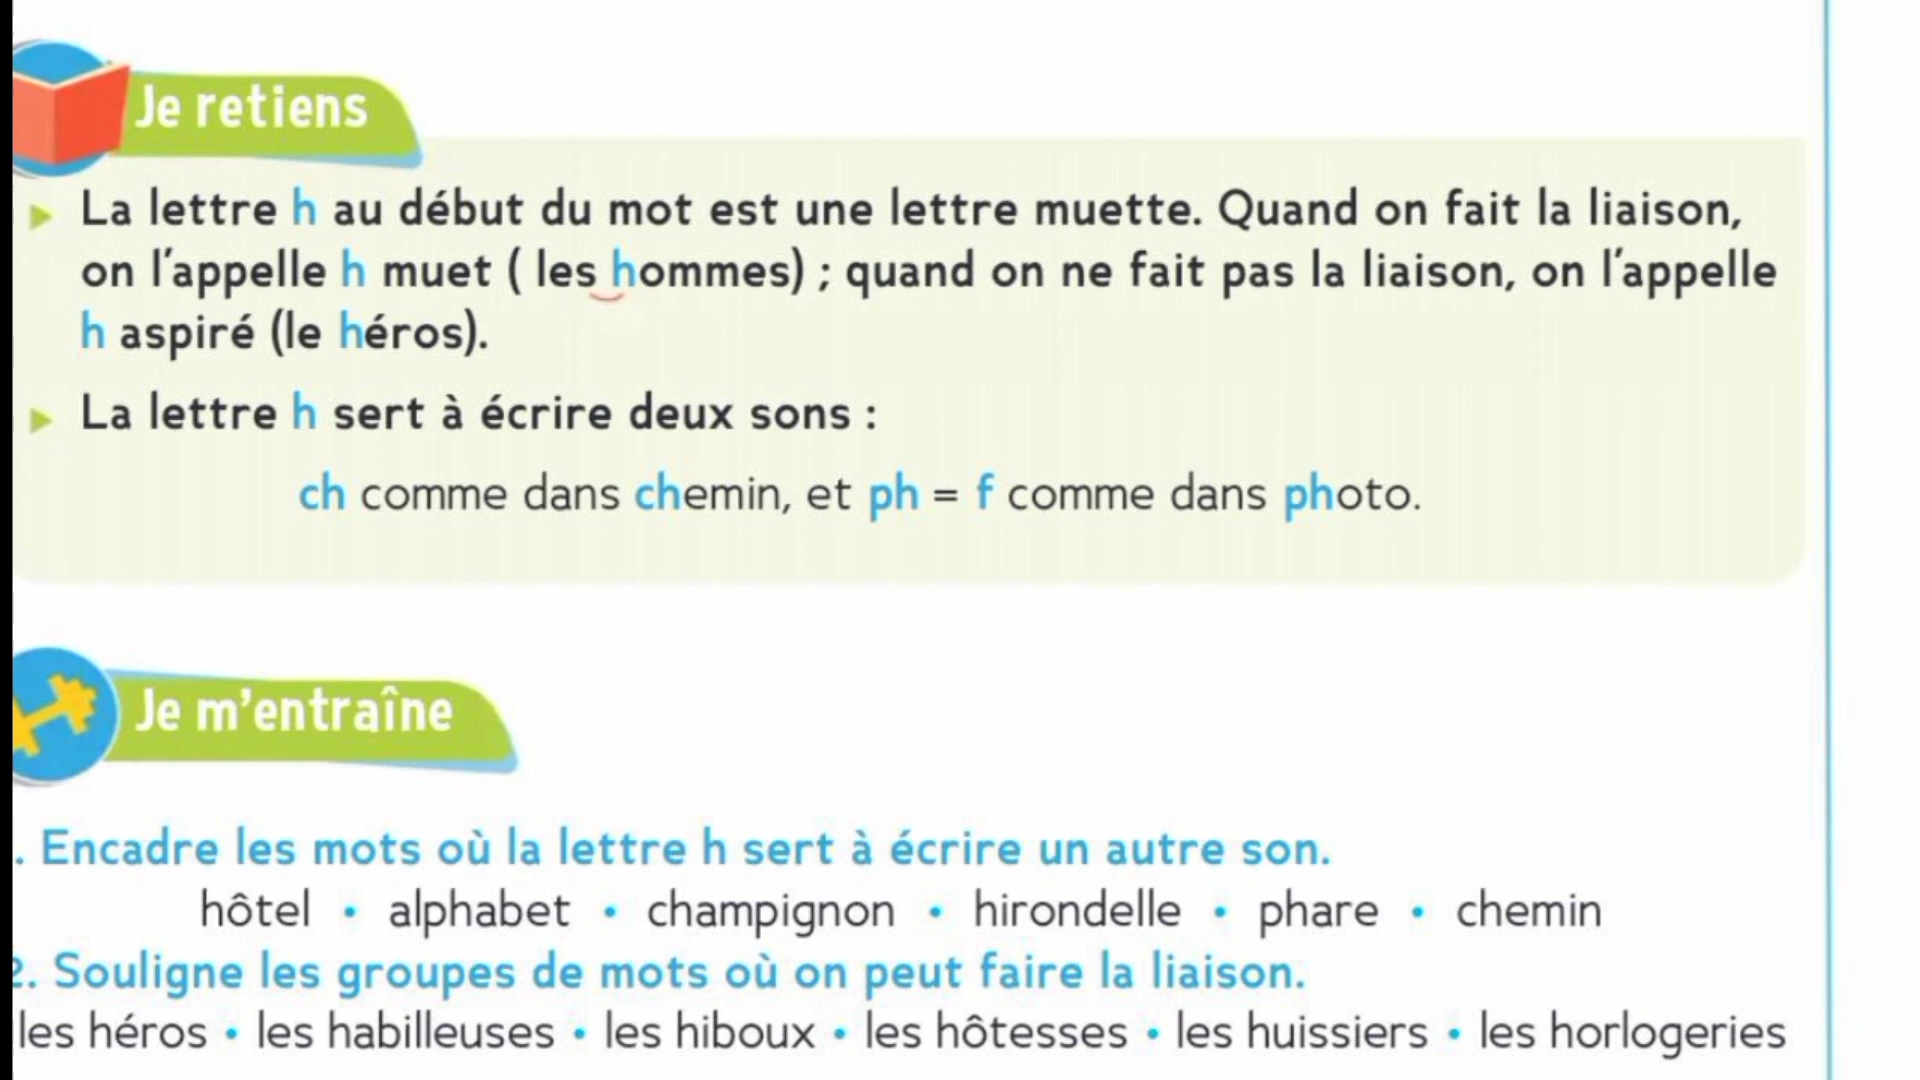 Je retiens
La lettre h au début du mot est une lettre muette. Quand on fait la liaison,
on l'appelle h muet ( les hommes) ; quand on ne fait pas la liaison, on l'appelle
h aspiré (le héros).
La lettre h sert à écrire deux sons :
ch comme dans chemin, et ph = f comme dans photo.
Je m'entraîne
. Encadre les mots où la lettre h sert à écrire un autre son.
hôtel • alphabet • champignon • hirondelle • phare • chemin
2. Souligne les groupes de mots où on peut faire la liaison.
les héros • les habilleuses • les hiboux • les hôtesses • les huissiers • les horlogeries